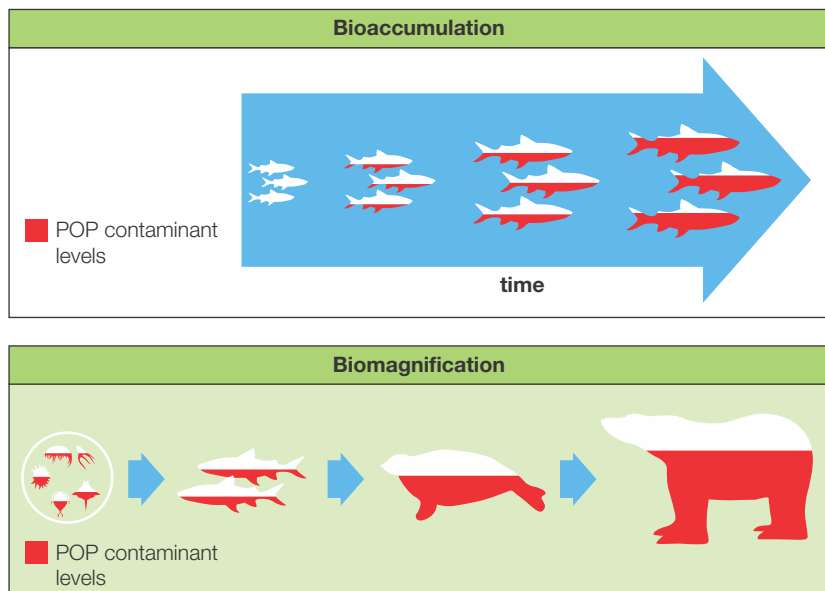 Bioaccumulation
POP contaminant
levels
time
Biomagnification
POP contaminant
levels